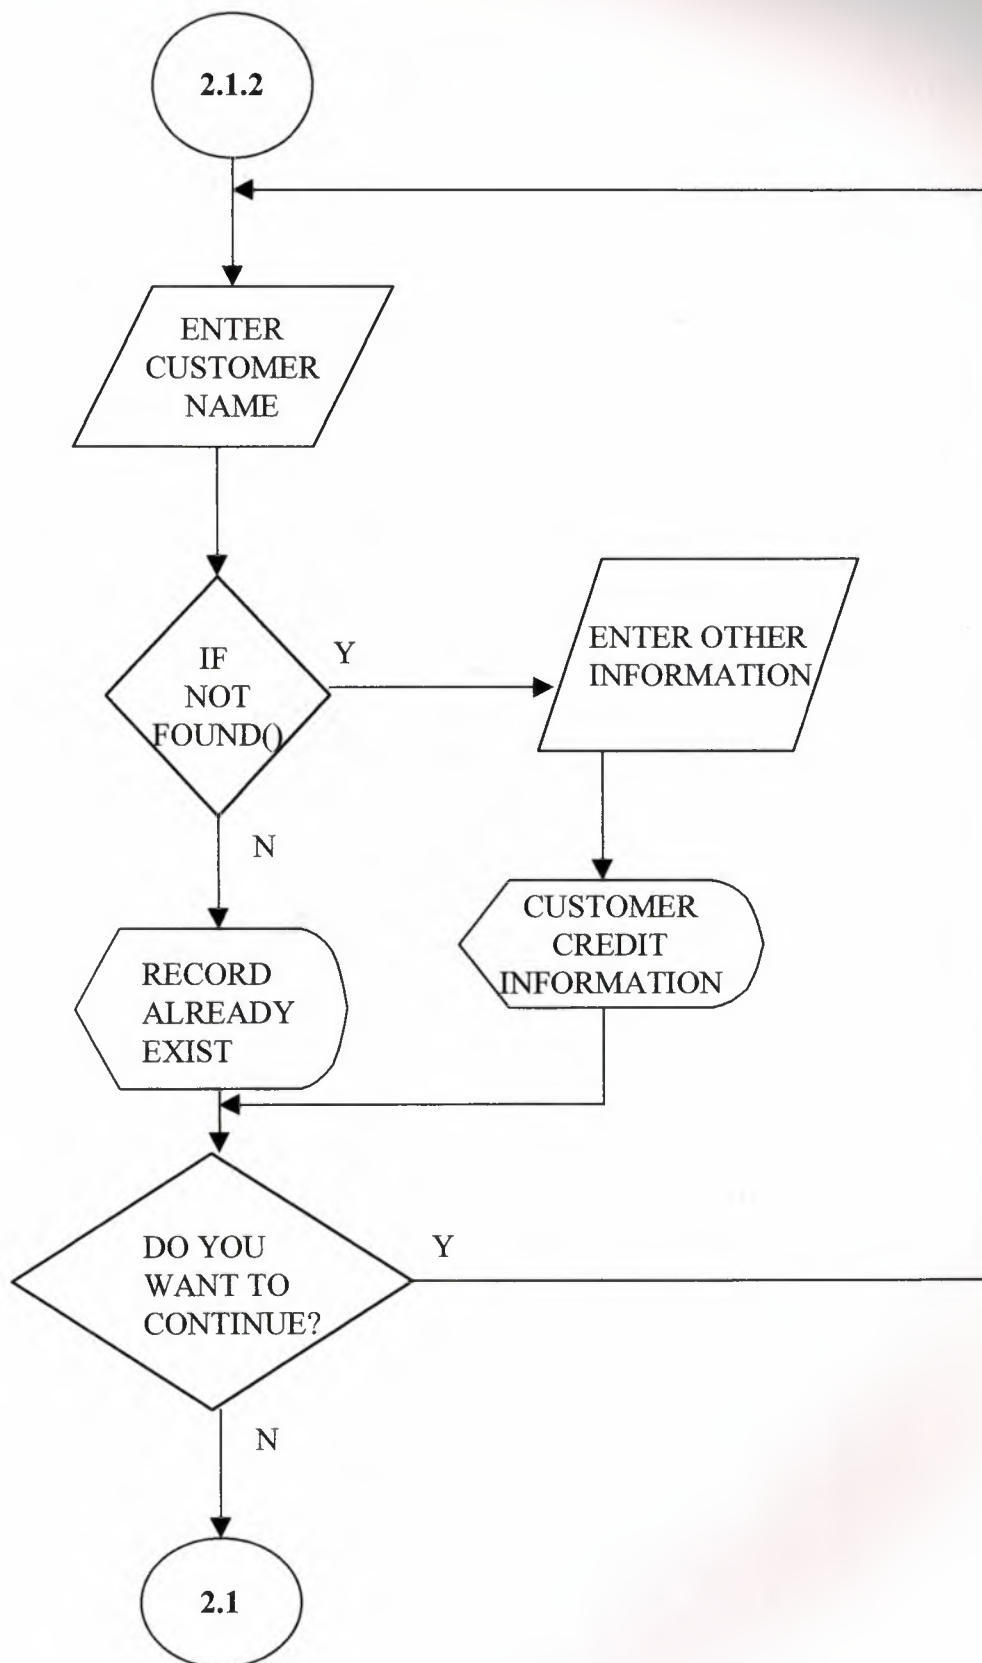 2.1.2
ENTER
CUSTOMER
NAME
IF
NOT
FOUND()
Y
ENTER OTHER
INFORMATION
N
CUSTOMER
CREDIT
INFORMATION
RECORD
ALREADY
EXIST
DO YOU
WANT TO
CONTINUE?
Y
N
2.1